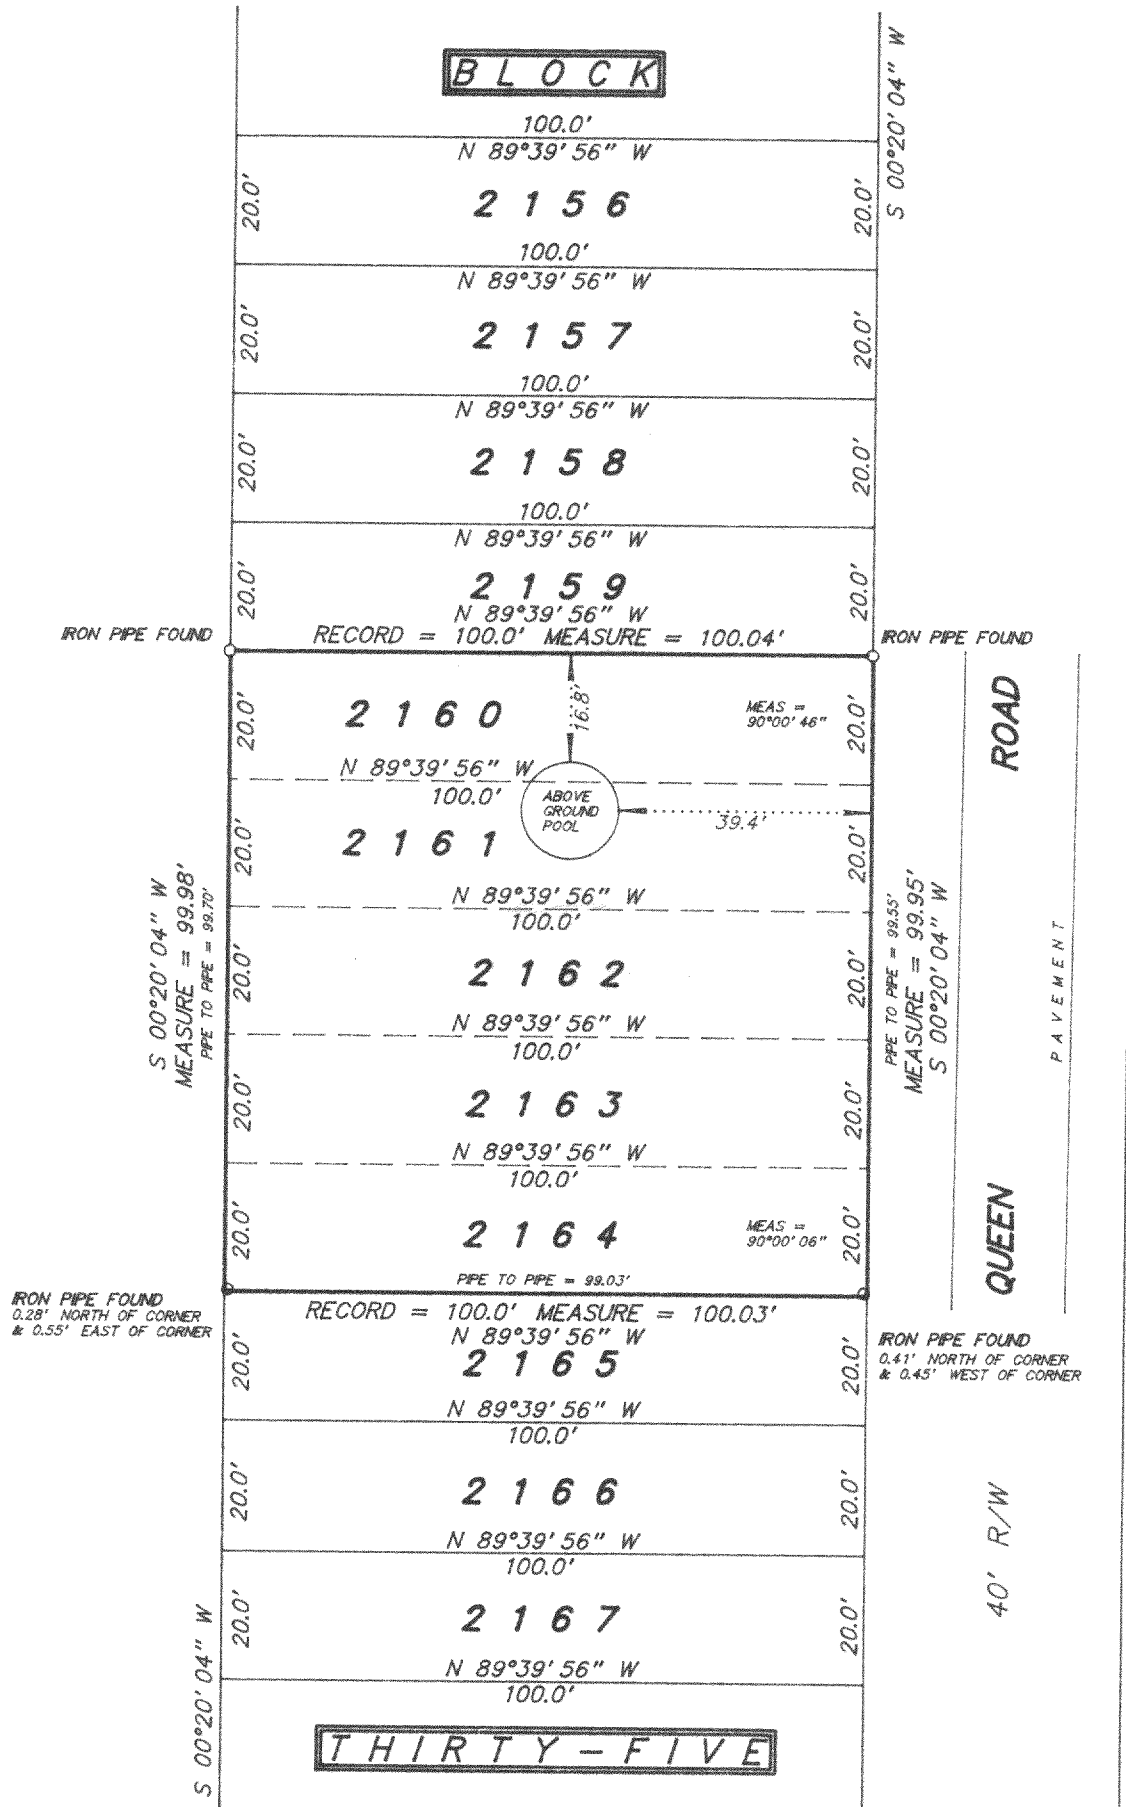 BLOCK
S 00°20'04" W
100.0'
N 89°39'56" W
20.0'
2156
20.0'
100.0'
N 89°39'56" W
20.0'
2157
20.0'
100.0'
N 89°39'56" W
20.0'
2158
20.0'
100.0'
N 89°39'56" W
20.0'
2159
20.0'
N 89°39'56" W
IRON PIPE FOUND
RECORD = 100.0' MEASURE = 100.04'
IRON PIPE FOUND
20.0'
2160
16.8'
MEAS =
90°00'46"
20.0'
N 89°39'56" W
100.0'
ABOVE
GROUND
POOL
39.4'
20.0'
2161
20.0'
N 89°39'56" W
100.0'
S 00°20'04" W
MEASURE = 99.98'
PIPE TO PIPE = 99.70'
20.0'
2162
20.0'
PIPE TO PIPE = 99.55'
MEASURE = 99.95'
S 00°20'04" W
N 89°39'56" W
100.0'
20.0'
2163
20.0'
N 89°39'56" W
100.0'
20.0'
2164
MEAS =
90°00'06"
20.0'
PIPE TO PIPE = 99.03'
QUEEN ROAD
PAVEMENT
IRON PIPE FOUND
0.28' NORTH OF CORNER
& 0.55' EAST OF CORNER
RECORD = 100.0' MEASURE = 100.03'
N 89°39'56" W
IRON PIPE FOUND
0.41' NORTH OF CORNER
& 0.45' WEST OF CORNER
20.0'
2165
20.0'
N 89°39'56" W
100.0'
20.0'
2166
20.0'
40' R/W
N 89°39'56" W
100.0'
20.0'
2167
20.0'
N 89°39'56" W
100.0'
S 00°20'04" W
THIRTY-FIVE